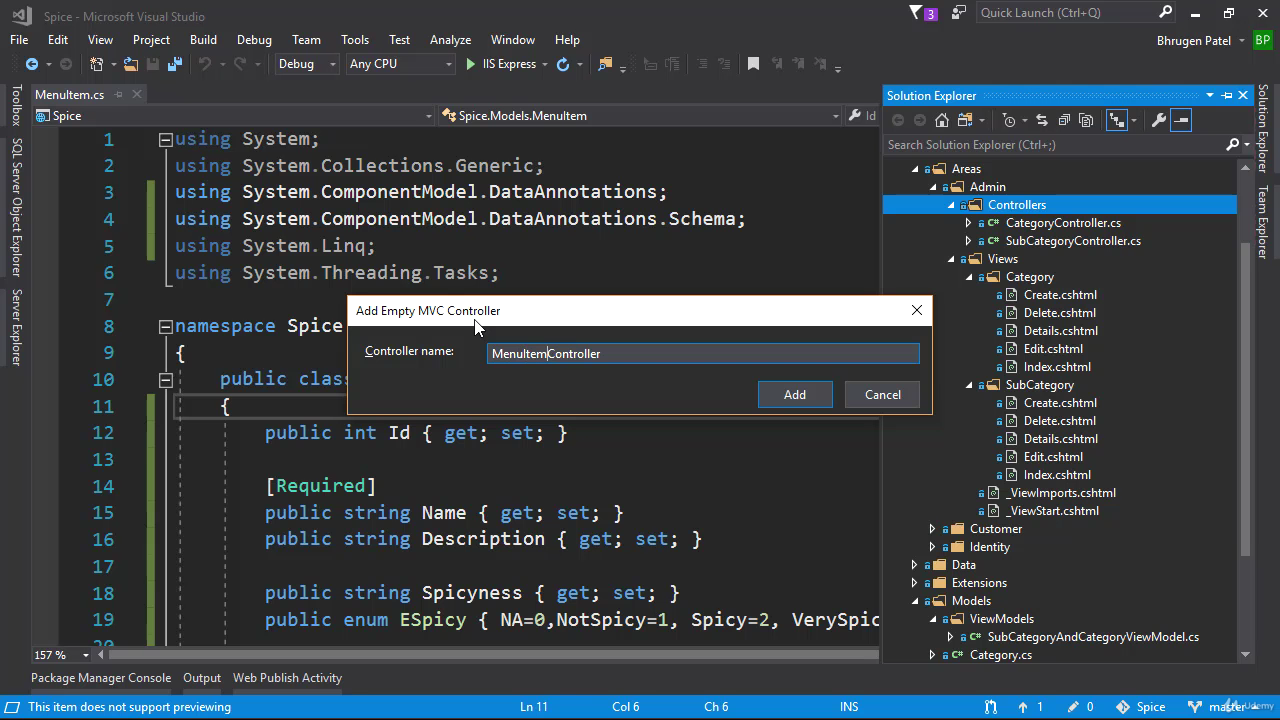 Spice - Microsoft Visual Studio
3
Quick Launch (Ctrl+Q)
File Edit View Project Build Debug Team Tools Test Analyze Window Help
Bhrugen Patel BP
Debug Any CPU IIS Express
MenuItem.cs
Spice Spice.Models.MenuItem Id
1 using System;
2 using System.Collections.Generic;
3 using System.ComponentModel.DataAnnotations;
4 using System.ComponentModel.DataAnnotations.Schema;
5 using System.Linq;
6 using System.Threading.Tasks;
7
8 namespace Spice
9 {
10 public class
11 {
12 public int Id { get; set; }
13
14 [Required]
15 public string Name { get; set; }
16 public string Description { get; set; }
17
18 public string Spicyness { get; set; }
19 public enum ESpicy { NA=0,NotSpicy=1, Spicy=2, VerySpic
Add Empty MVC Controller
Controller name: MenuItemController
Add Cancel
Toolbox
SQL Server Object Explorer
Server Explorer
Solution Explorer
Search Solution Explorer (Ctrl+;)
Areas
Admin
Controllers
C# CategoryController.cs
C# SubCategoryController.cs
Views
Category
Create.cshtml
Delete.cshtml
Details.cshtml
Edit.cshtml
Index.cshtml
SubCategory
Create.cshtml
Delete.cshtml
Details.cshtml
Edit.cshtml
Index.cshtml
_ViewImports.cshtml
_ViewStart.cshtml
Customer
Identity
Data
Extensions
Models
ViewModels
C# SubCategoryAndCategoryViewModel.cs
C# Category.cs
Solution Explorer
Team Explorer
157 %
Package Manager Console Output Web Publish Activity
This item does not support previewing Ln 11 Col 6 Ch 6 INS 1 0 Spice master
Udemy